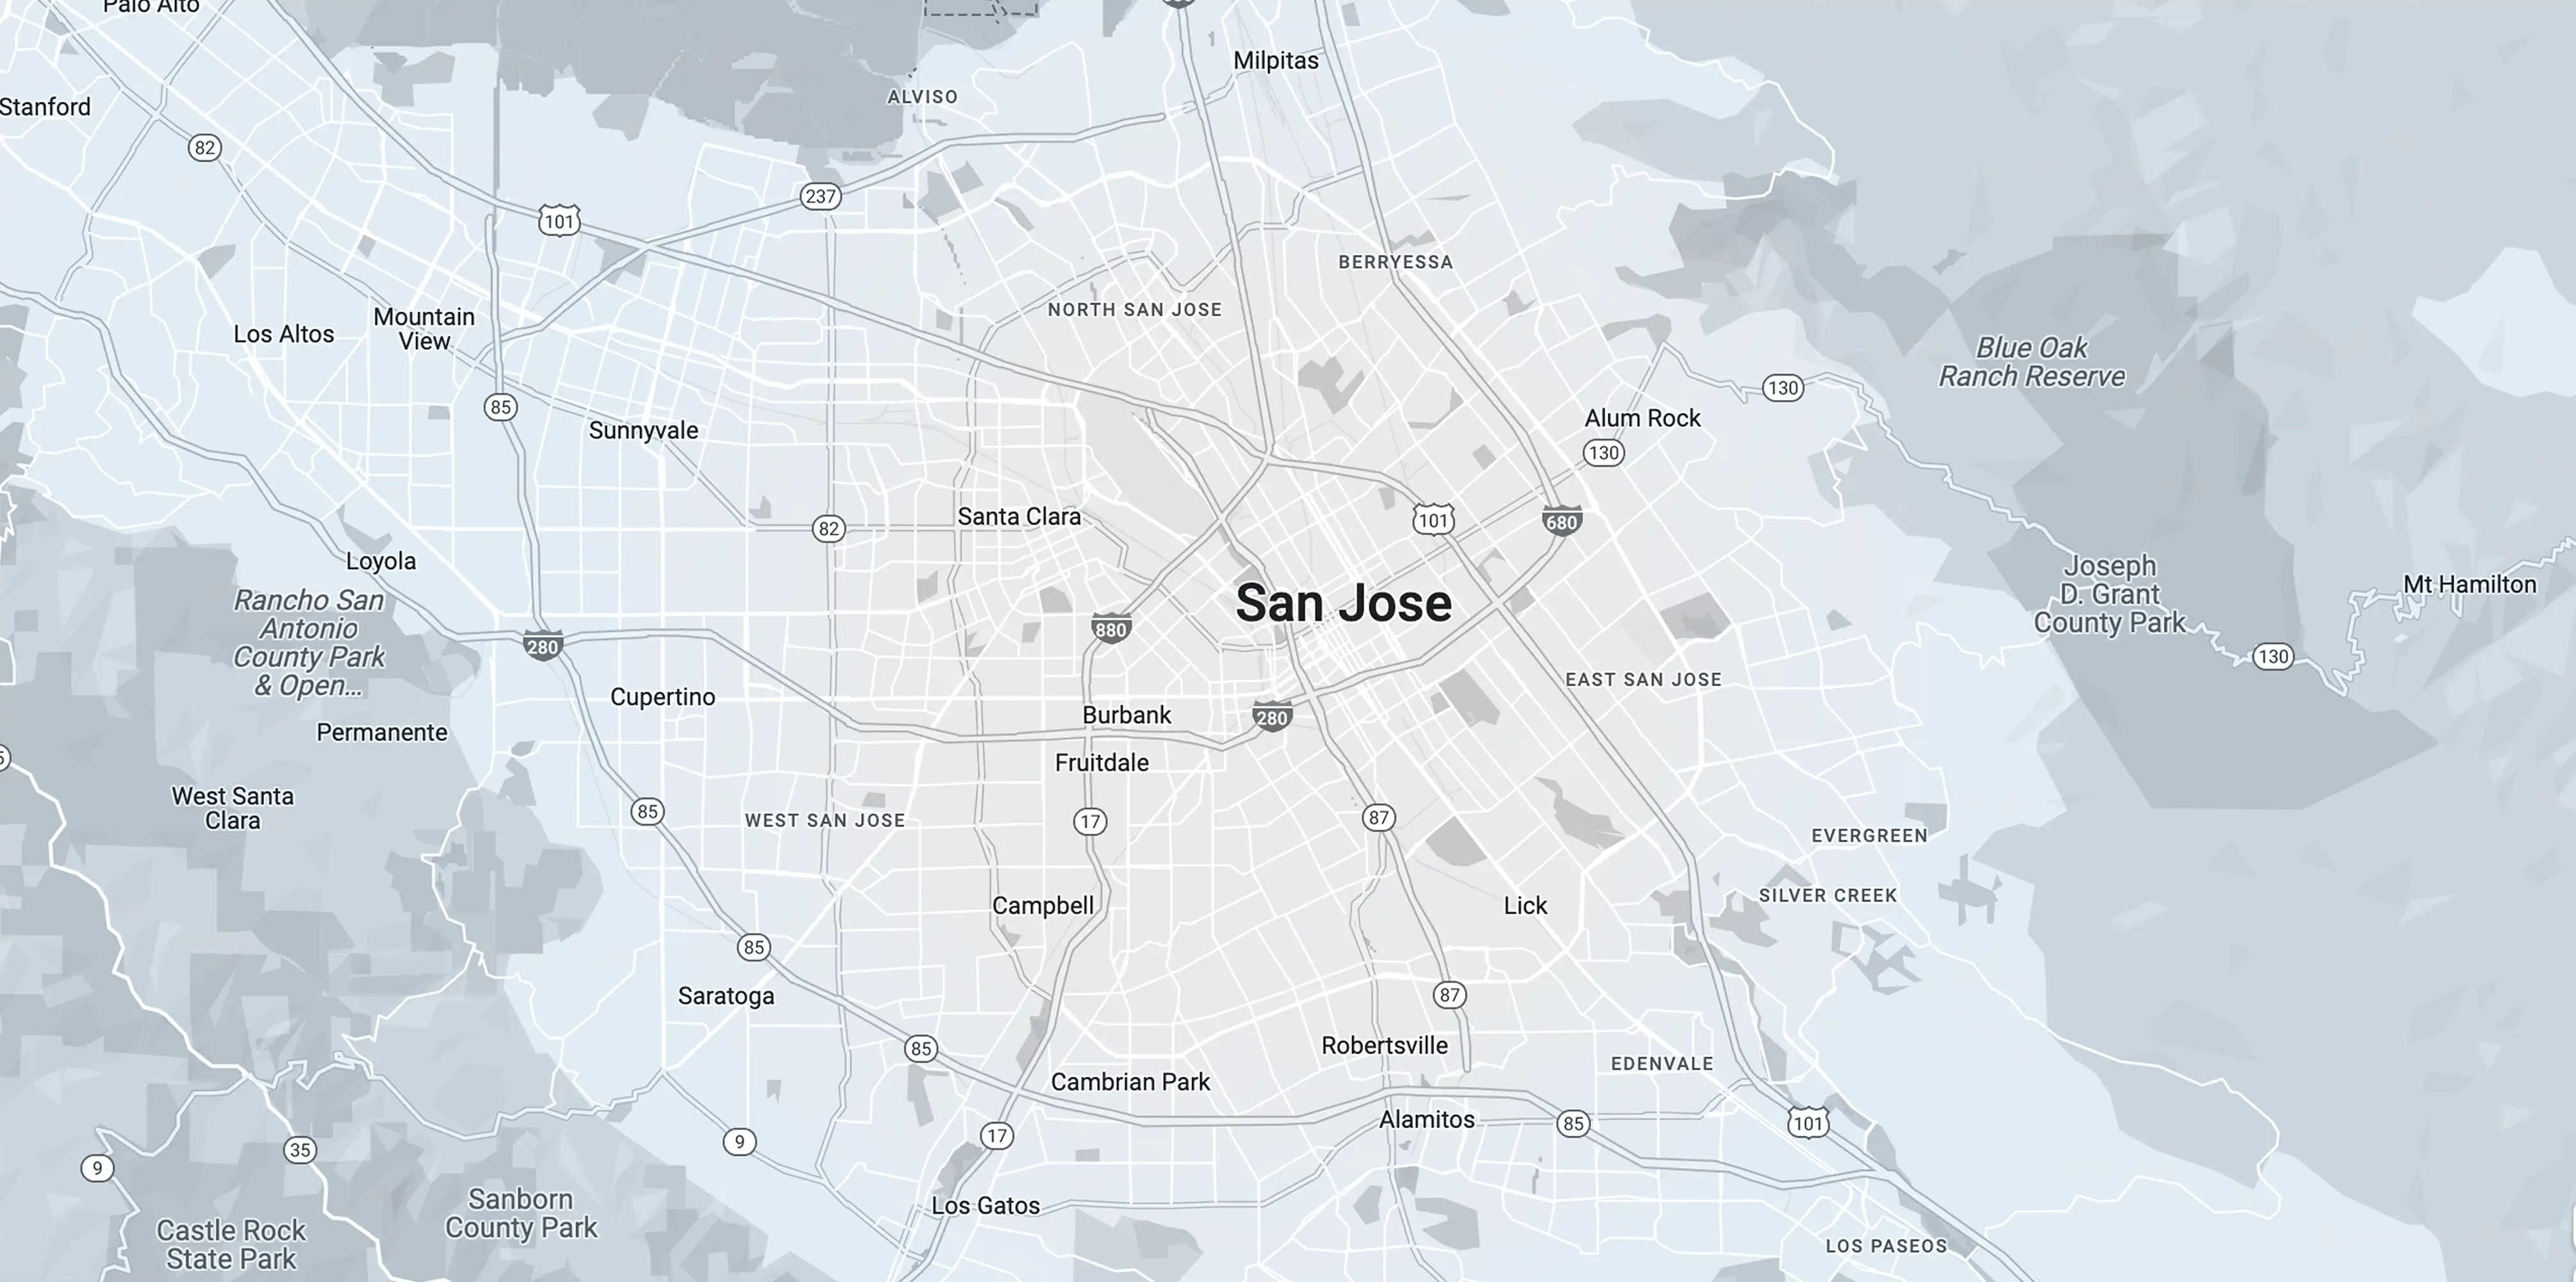 Palo Alto
Milpitas
ALVISO
Stanford
82
237
101
BERRYESSA
NORTH SAN JOSE
Mountain
View
Los Altos
Blue Oak
Ranch Reserve
130
85
Alum Rock
Sunnyvale
130
Santa Clara
101
680
82
Loyola
Joseph
D. Grant
County Park
Mt Hamilton
Rancho San
Antonio
County Park
& Open...
San Jose
880
280
130
EAST SAN JOSE
Cupertino
Burbank
280
Permanente
Fruitdale
West Santa
Clara
85
WEST SAN JOSE
17
87
EVERGREEN
SILVER CREEK
Campbell
Lick
85
Saratoga
87
Robertsville
85
EDENVALE
Cambrian Park
Alamitos
85
101
17
9
35
9
Sanborn
County Park
Los Gatos
Castle Rock
State Park
LOS PASEOS